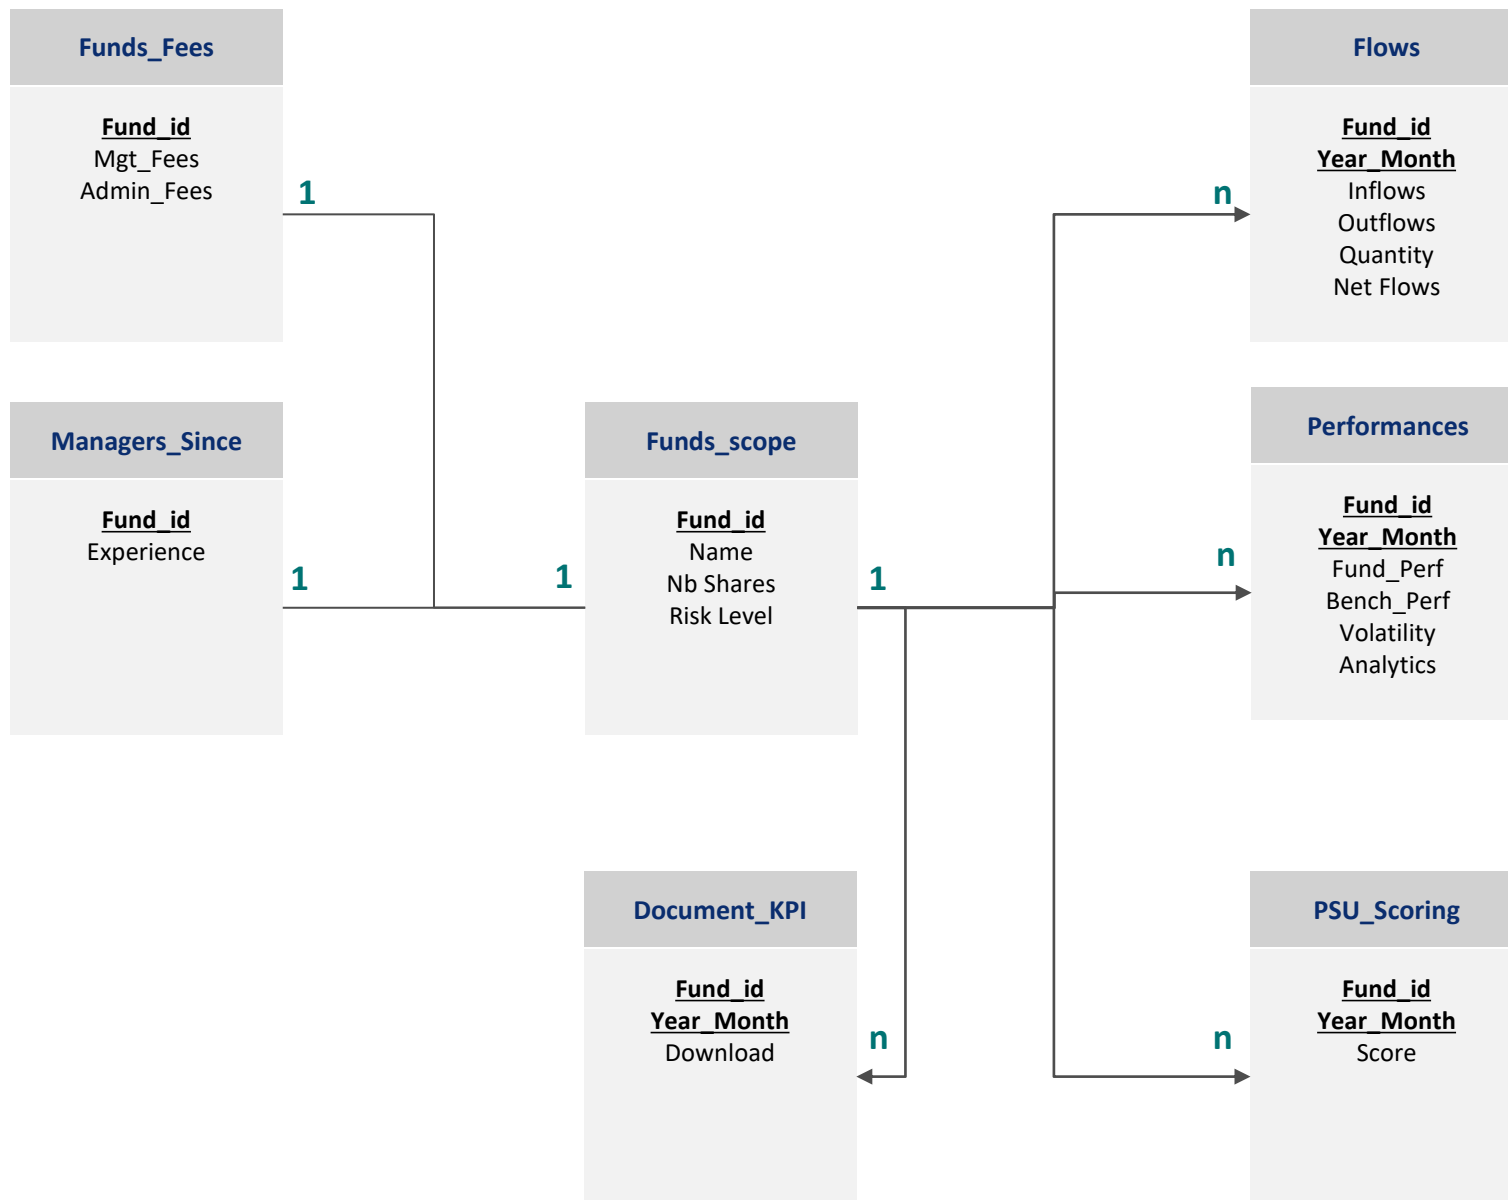 Funds_Fees
Fund_id
Mgt_Fees
Admin_Fees
1
Managers_Since
Fund_id
Experience
1
Funds_scope
Fund_id
Name
Nb Shares
Risk Level
1
1
Flows
Fund_id
Year_Month
Inflows
Outflows
Quantity
Net Flows
n
Performances
Fund_id
Year_Month
Fund_Perf
Bench_Perf
Volatility
Analytics
n
Document_KPI
Fund_id
Year_Month
Download
n
PSU_Scoring
Fund_id
Year_Month
Score
n